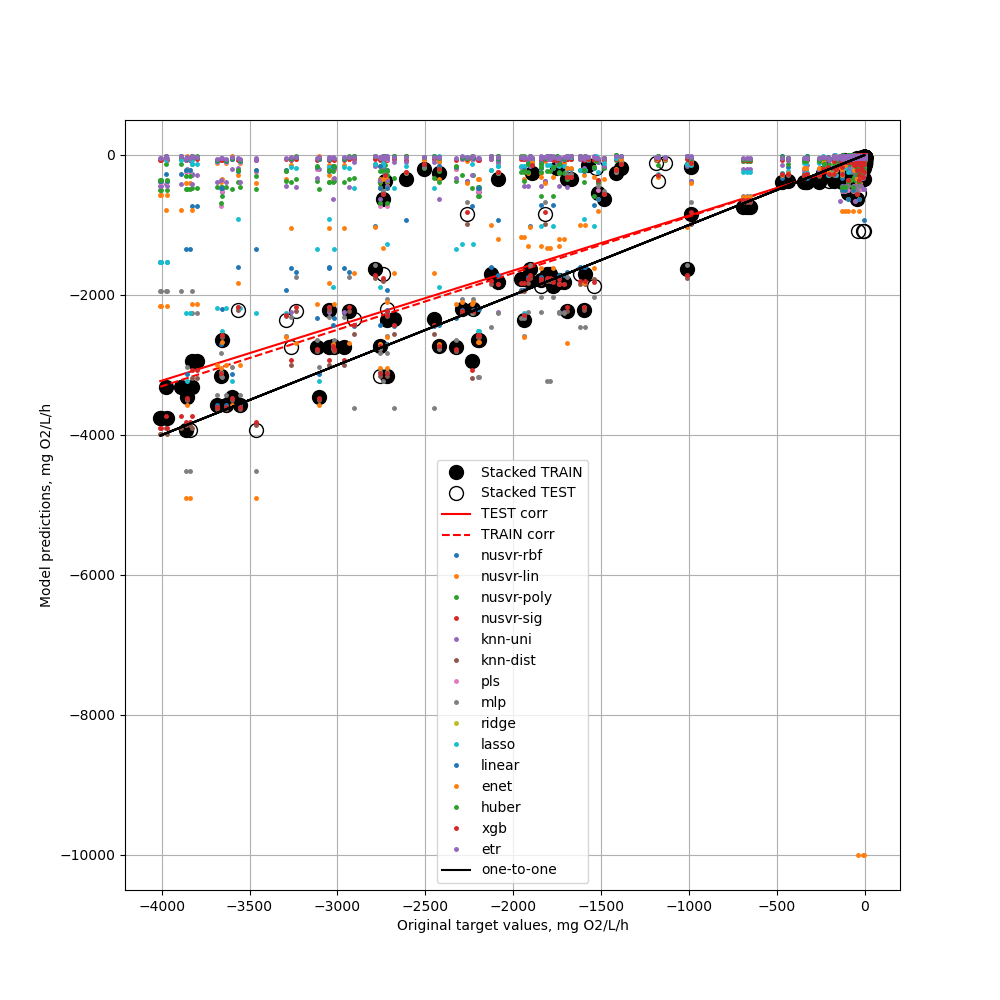 0
−2000
−4000
−6000
−8000
−10000
Model predictions, mg O2/L/h
Stacked TRAIN
Stacked TEST
TEST corr
TRAIN corr
nusvr-rbf
nusvr-lin
nusvr-poly
nusvr-sig
knn-uni
knn-dist
pls
mlp
ridge
lasso
linear
enet
huber
xgb
etr
one-to-one
−4000 −3500 −3000 −2500 −2000 −1500 −1000 −500 0
Original target values, mg O2/L/h